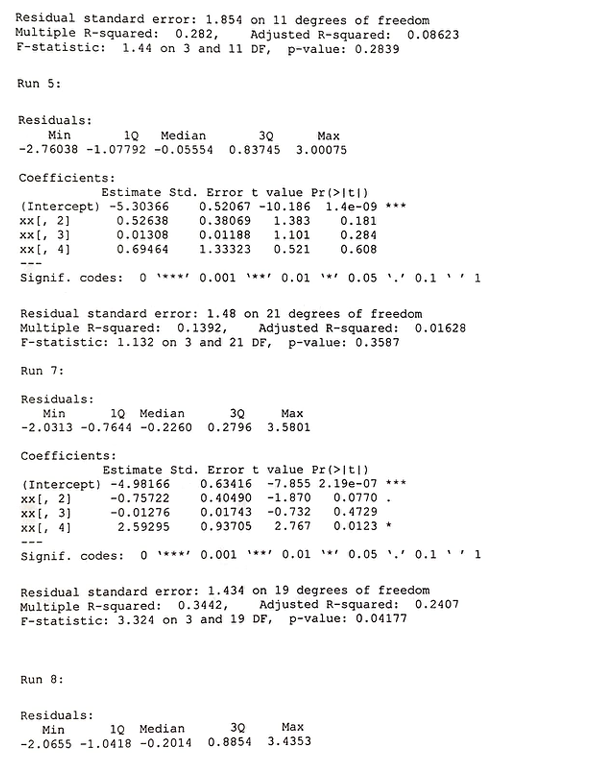 Residual standard error: 1.854 on 11 degrees of freedom
Multiple R-squared:  0.282,    Adjusted R-squared:  0.08623
F-statistic:  1.44 on 3 and 11 DF,  p-value: 0.2839
Run 5:
Residuals:
Min 1Q Median 3Q Max
-2.76038 -1.07792 -0.05554 0.83745 3.00075
Coefficients:
Estimate Std. Error t value Pr(>|t|)
(Intercept) -5.30366 0.52067 -10.186 1.4e-09 ***
xx[, 2] 0.52638 0.38069 1.383 0.181
xx[, 3] 0.01308 0.01188 1.101 0.284
xx[, 4] 0.69464 1.33323 0.521 0.608
---
Signif. codes:  0 ‘***’ 0.001 ‘**’ 0.01 ‘*’ 0.05 ‘.’ 0.1 ‘ ’ 1
Residual standard error: 1.48 on 21 degrees of freedom
Multiple R-squared: 0.1392,    Adjusted R-squared:  0.01628
F-statistic: 1.132 on 3 and 21 DF,  p-value: 0.3587
Run 7:
Residuals:
Min 1Q Median 3Q Max
-2.0313 -0.7644 -0.2260 0.2796 3.5801
Coefficients:
Estimate Std. Error t value Pr(>|t|)
(Intercept) -4.98166 0.63416 -7.855 2.19e-07 ***
xx[, 2] -0.75722 0.40490 -1.870 0.0770 .
xx[, 3] -0.01276 0.01743 -0.732 0.4729
xx[, 4] 2.59295 0.93705 2.767 0.0123 *
---
Signif. codes:  0 ‘***’ 0.001 ‘**’ 0.01 ‘*’ 0.05 ‘.’ 0.1 ‘ ’ 1
Residual standard error: 1.434 on 19 degrees of freedom
Multiple R-squared:  0.3442,    Adjusted R-squared:  0.2407
F-statistic: 3.324 on 3 and 19 DF,  p-value: 0.04177
Run 8:
Residuals:
Min 1Q Median 3Q Max
-2.0655 -1.0418 -0.2014 0.8854 3.4353